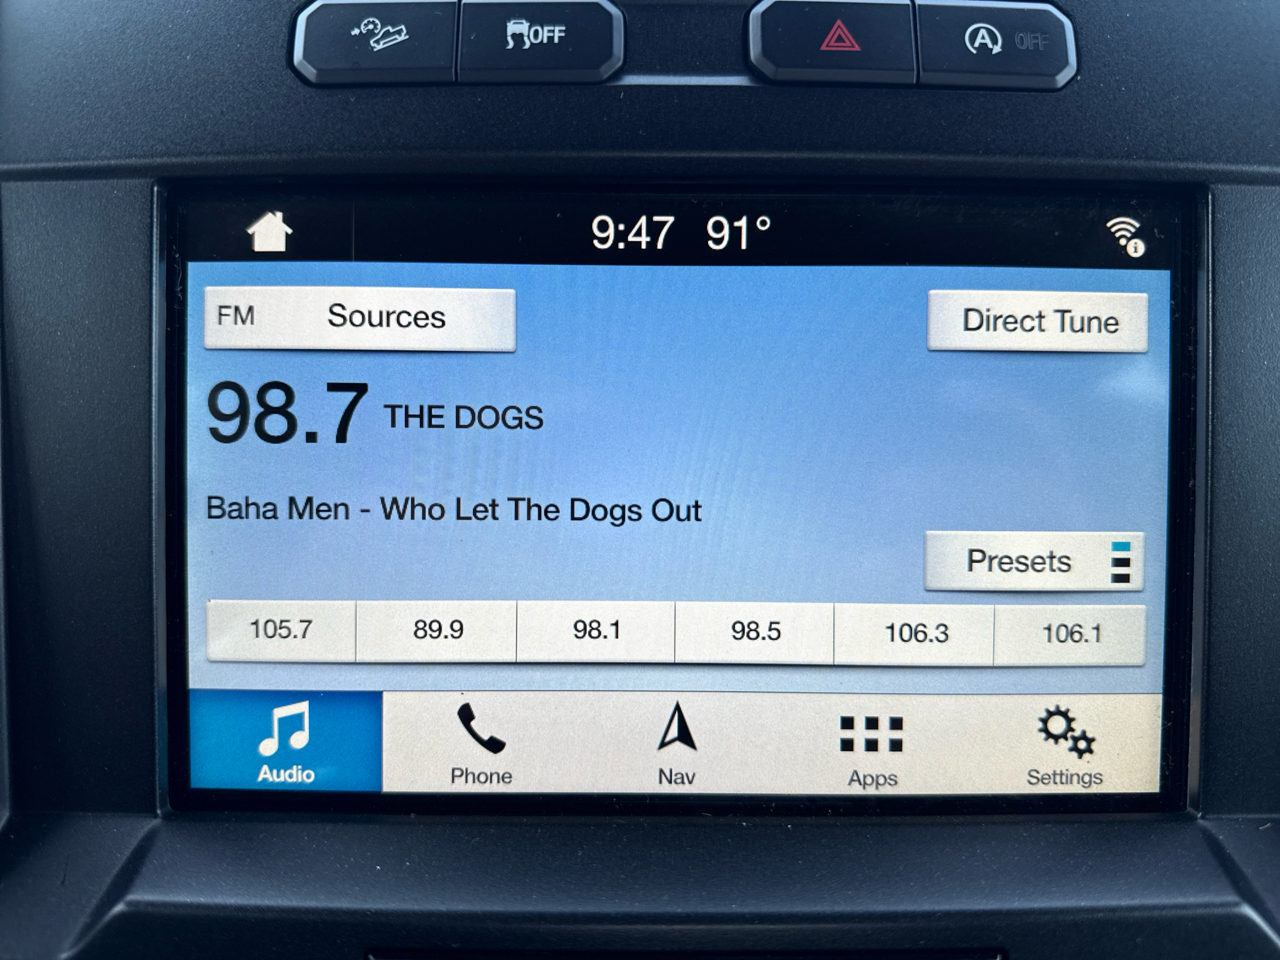 OFF
A OFF
9:47 91°
i
FM Sources
Direct Tune
98.7 THE DOGS
Baha Men - Who Let The Dogs Out
Presets
105.7 89.9 98.1 98.5 106.3 106.1
Audio Phone Nav Apps Settings